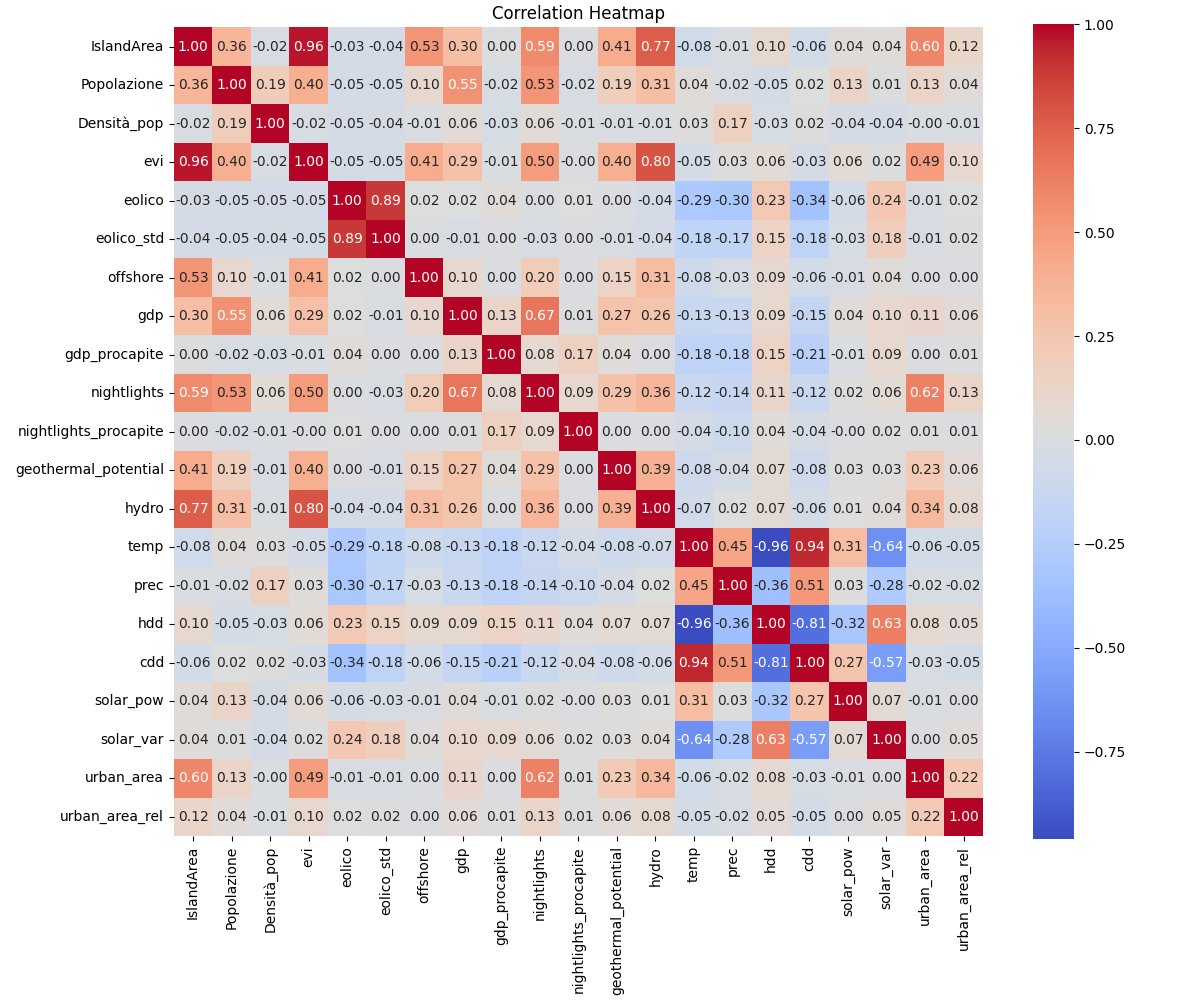 Correlation Heatmap
IslandArea 1.00 0.36 -0.02 0.96 -0.03 -0.04 0.53 0.30 0.00 0.59 0.00 0.41 0.77 -0.08 -0.01 0.10 -0.06 0.04 0.04 0.60 0.12
Popolazione 0.36 1.00 0.19 0.40 -0.05 -0.05 0.10 0.55 -0.02 0.53 -0.02 0.19 0.31 0.04 -0.02 -0.05 0.02 0.13 0.01 0.13 0.04
Densità_pop -0.02 0.19 1.00 -0.02 -0.05 -0.04 -0.01 0.06 -0.03 0.06 -0.01 -0.01 -0.01 0.03 0.17 -0.03 0.02 -0.04 -0.04 -0.00 -0.01
evi 0.96 0.40 -0.02 1.00 -0.05 -0.05 0.41 0.29 -0.01 0.50 -0.00 0.40 0.80 -0.05 0.03 0.06 -0.03 0.06 0.02 0.49 0.10
eolico -0.03 -0.05 -0.05 -0.05 1.00 0.89 0.02 0.02 0.04 0.00 0.01 0.00 -0.04 -0.29 -0.30 0.23 -0.34 -0.06 0.24 -0.01 0.02
eolico_std -0.04 -0.05 -0.04 -0.05 0.89 1.00 0.00 -0.01 0.00 -0.03 0.00 -0.01 -0.04 -0.18 -0.17 0.15 -0.18 -0.03 0.18 -0.01 0.02
offshore 0.53 0.10 -0.01 0.41 0.02 0.00 1.00 0.10 0.00 0.20 0.00 0.15 0.31 -0.08 -0.03 0.09 -0.06 -0.01 0.04 0.00 0.00
gdp 0.30 0.55 0.06 0.29 0.02 -0.01 0.10 1.00 0.13 0.67 0.01 0.27 0.26 -0.13 -0.13 0.09 -0.15 0.04 0.10 0.11 0.06
gdp_procapite 0.00 -0.02 -0.03 -0.01 0.04 0.00 0.00 0.13 1.00 0.08 0.17 0.04 0.00 -0.18 -0.18 0.15 -0.21 -0.01 0.09 0.00 0.01
nightlights 0.59 0.53 0.06 0.50 0.00 -0.03 0.20 0.67 0.08 1.00 0.09 0.29 0.36 -0.12 -0.14 0.11 -0.12 0.02 0.06 0.62 0.13
nightlights_procapite 0.00 -0.02 -0.01 -0.00 0.01 0.00 0.00 0.01 0.17 0.09 1.00 0.00 0.00 -0.04 -0.10 0.04 -0.04 -0.00 0.02 0.01 0.01
geothermal_potential 0.41 0.19 -0.01 0.40 0.00 -0.01 0.15 0.27 0.04 0.29 0.00 1.00 0.39 -0.08 -0.04 0.07 -0.08 0.03 0.03 0.23 0.06
hydro 0.77 0.31 -0.01 0.80 -0.04 -0.04 0.31 0.26 0.00 0.36 0.00 0.39 1.00 -0.07 0.02 0.07 -0.06 0.01 0.04 0.34 0.08
temp -0.08 0.04 0.03 -0.05 -0.29 -0.18 -0.08 -0.13 -0.18 -0.12 -0.04 -0.08 -0.07 1.00 0.45 -0.96 0.94 0.31 -0.64 -0.06 -0.05
prec -0.01 -0.02 0.17 0.03 -0.30 -0.17 -0.03 -0.13 -0.18 -0.14 -0.10 -0.04 0.02 0.45 1.00 -0.36 0.51 0.03 -0.28 -0.02 -0.02
hdd 0.10 -0.05 -0.03 0.06 0.23 0.15 0.09 0.09 0.15 0.11 0.04 0.07 0.07 -0.96 -0.36 1.00 -0.81 -0.32 0.63 0.08 0.05
cdd -0.06 0.02 0.02 -0.03 -0.34 -0.18 -0.06 -0.15 -0.21 -0.12 -0.04 -0.08 -0.06 0.94 0.51 -0.81 1.00 0.27 -0.57 -0.03 -0.05
solar_pow 0.04 0.13 -0.04 0.06 -0.06 -0.03 -0.01 0.04 -0.01 0.02 -0.00 0.03 0.01 0.31 0.03 -0.32 0.27 1.00 0.07 -0.01 0.00
solar_var 0.04 0.01 -0.04 0.02 0.24 0.18 0.04 0.10 0.09 0.06 0.02 0.03 0.04 -0.64 -0.28 0.63 -0.57 0.07 1.00 0.00 0.05
urban_area 0.60 0.13 -0.00 0.49 -0.01 -0.01 0.00 0.11 0.00 0.62 0.01 0.23 0.34 -0.06 -0.02 0.08 -0.03 -0.01 0.00 1.00 0.22
urban_area_rel 0.12 0.04 -0.01 0.10 0.02 0.02 0.00 0.06 0.01 0.13 0.01 0.06 0.08 -0.05 -0.02 0.05 -0.05 0.00 0.05 0.22 1.00
IslandArea
Popolazione
Densità_pop
evi
eolico
eolico_std
offshore
gdp
gdp_procapite
nightlights
nightlights_procapite
geothermal_potential
hydro
temp
prec
hdd
cdd
solar_pow
solar_var
urban_area
urban_area_rel
1.00
0.75
0.50
0.25
0.00
−0.25
−0.50
−0.75